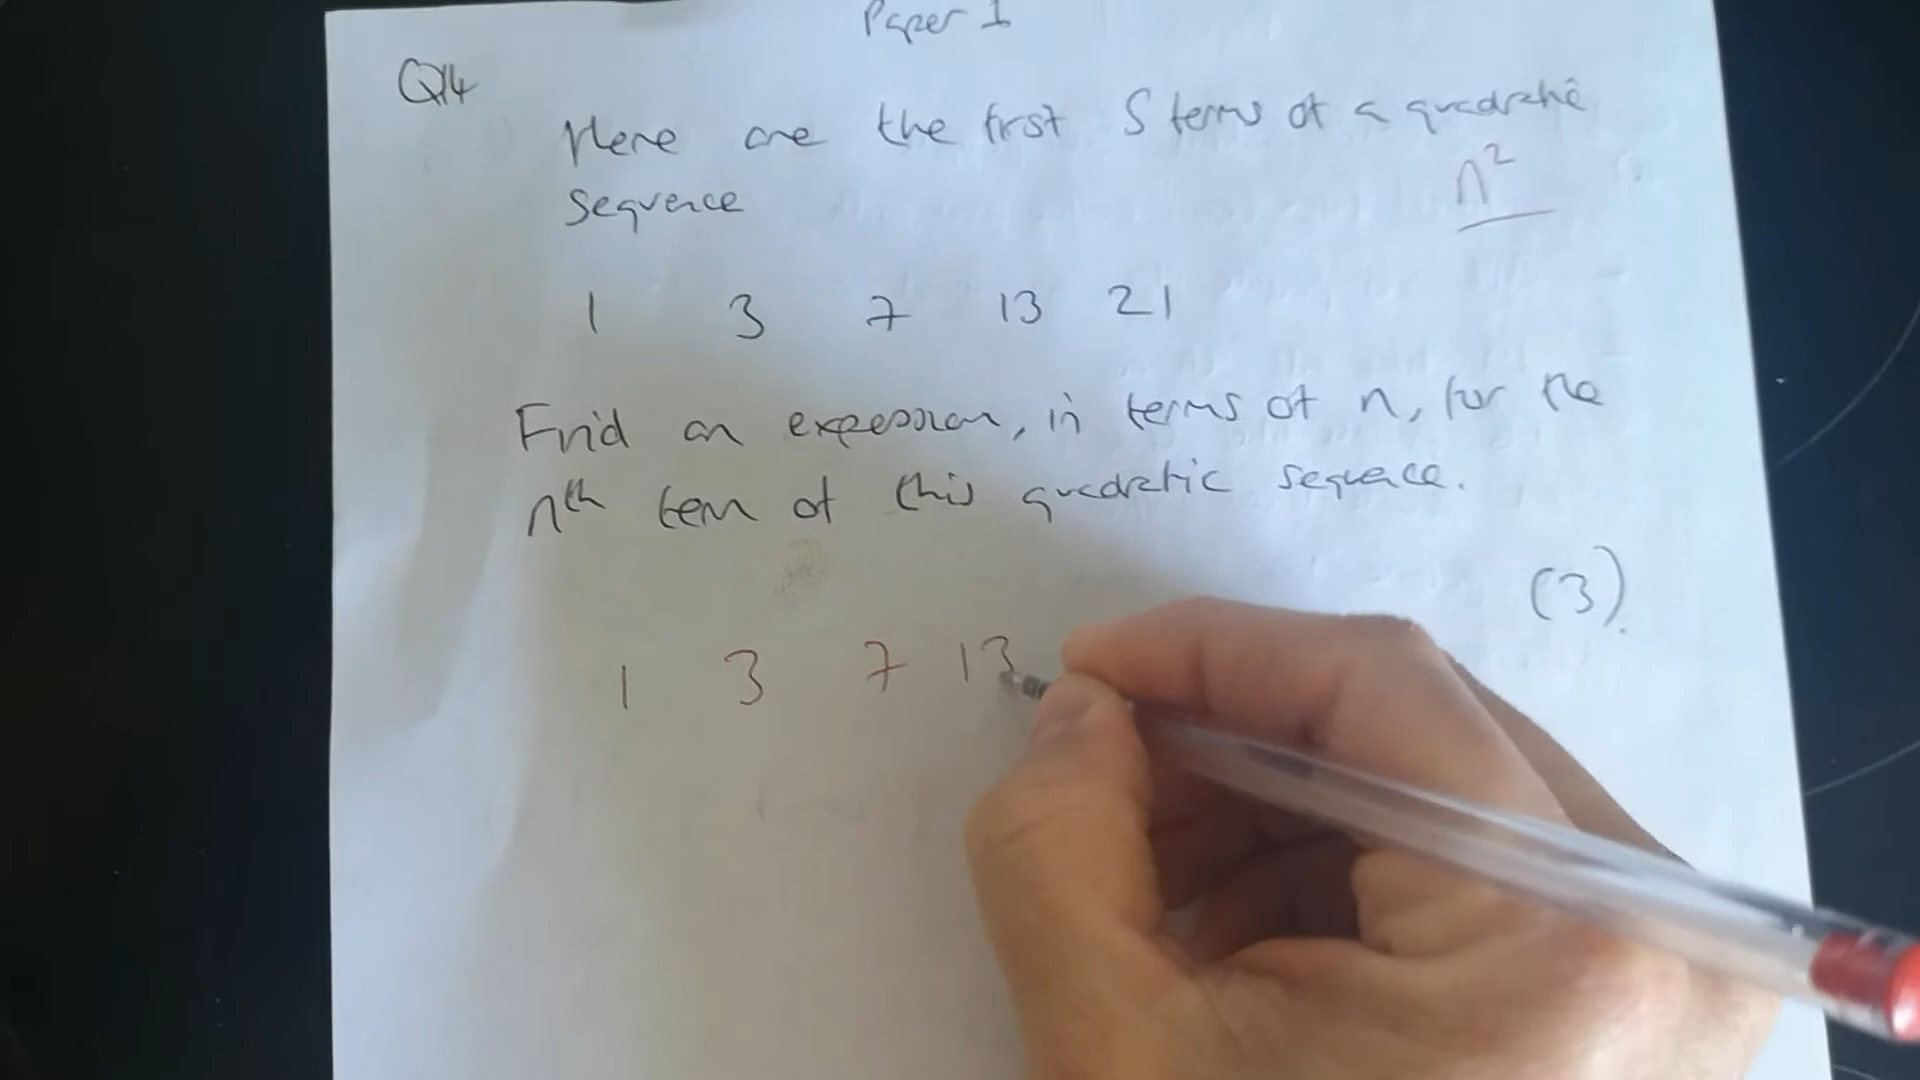 Paper 1
Q14
Here are the first 5 terms of a quadratic
n²
sequence
1 3 7 13 21
Find an expression, in terms of n, for the
nth term of this quadratic sequence.
(3).
1 3 7 13